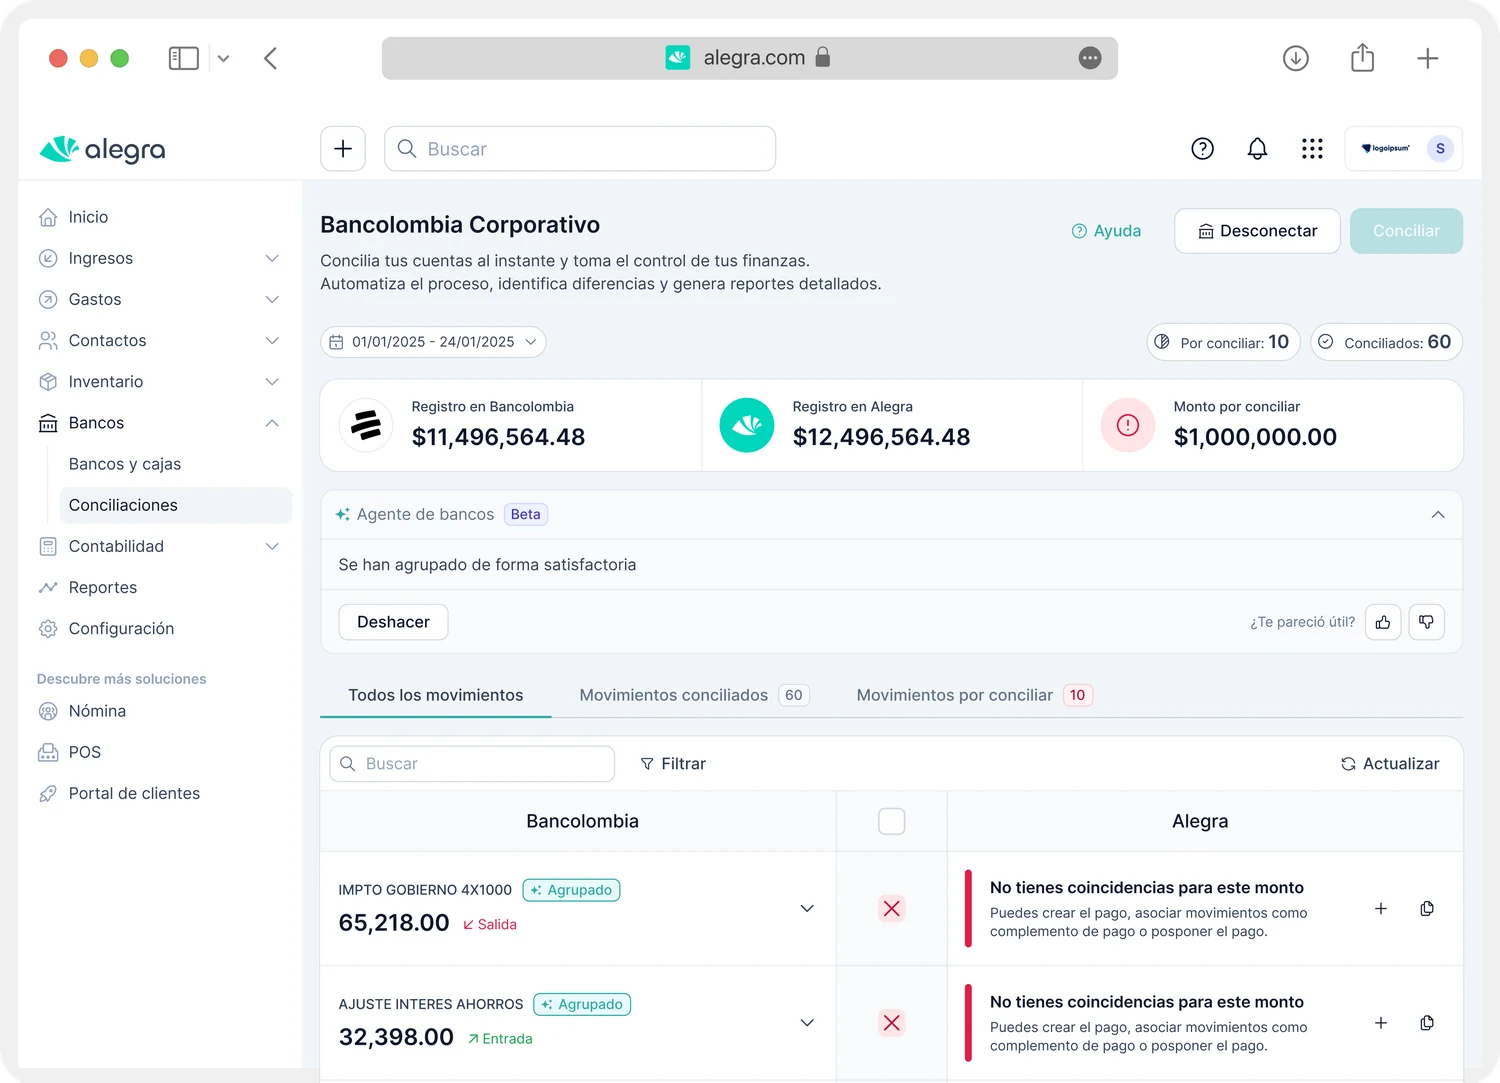 alegra.com
alegra
Buscar
logoipsum
S
Inicio
Ingresos
Gastos
Contactos
Inventario
Bancos
Bancos y cajas
Conciliaciones
Contabilidad
Reportes
Configuración
Descubre más soluciones
Nómina
POS
Portal de clientes
Bancolombia Corporativo
Concilia tus cuentas al instante y toma el control de tus finanzas.
Automatiza el proceso, identifica diferencias y genera reportes detallados.
Ayuda
Desconectar
Conciliar
01/01/2025 - 24/01/2025
Por conciliar: 10
Conciliados: 60
Registro en Bancolombia
$11,496,564.48
Registro en Alegra
$12,496,564.48
Monto por conciliar
$1,000,000.00
Agente de bancos Beta
Se han agrupado de forma satisfactoria
Deshacer
¿Te pareció útil?
Todos los movimientos
Movimientos conciliados 60
Movimientos por conciliar 10
Buscar
Filtrar
Actualizar
Bancolombia
Alegra
IMPTO GOBIERNO 4X1000 Agrupado
65,218.00 Salida
No tienes coincidencias para este monto
Puedes crear el pago, asociar movimientos como
complemento de pago o posponer el pago.
AJUSTE INTERES AHORROS Agrupado
32,398.00 Entrada
No tienes coincidencias para este monto
Puedes crear el pago, asociar movimientos como
complemento de pago o posponer el pago.